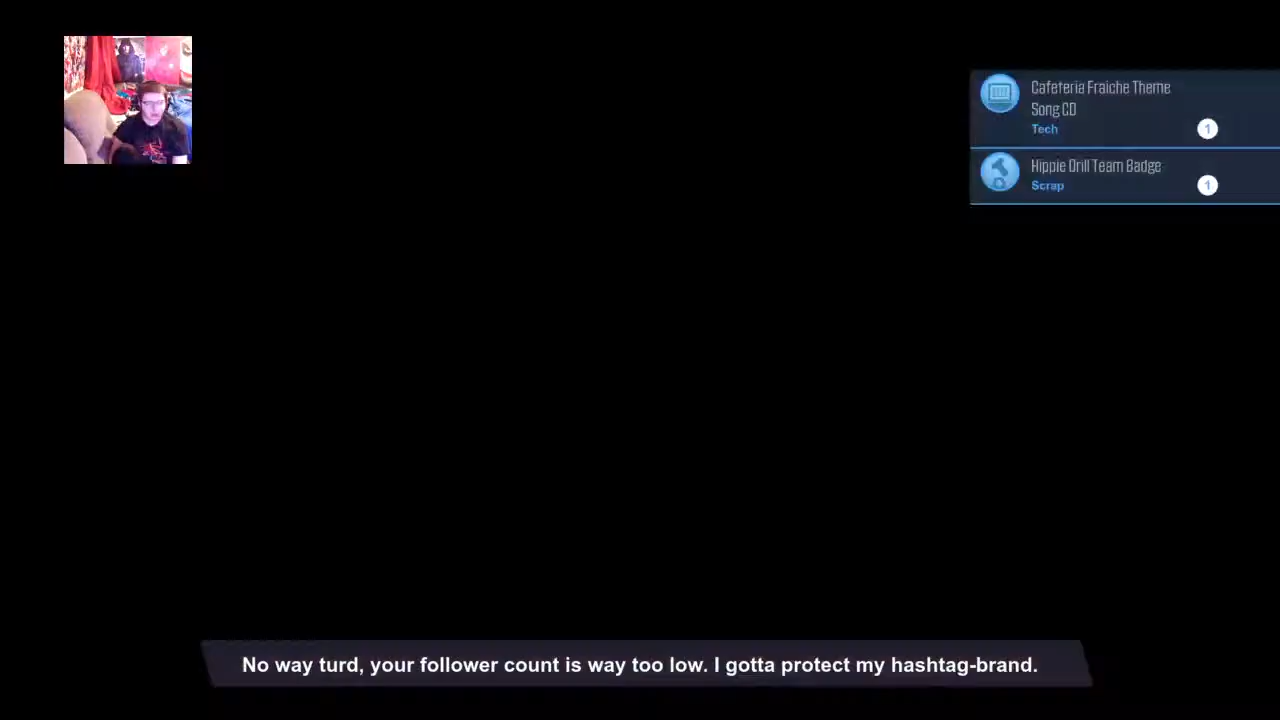 Cafeteria Fraiche Theme
Song CD
Tech
1
Hippie Drill Team Badge
Scrap
1
No way turd, your follower count is way too low. I gotta protect my hashtag-brand.